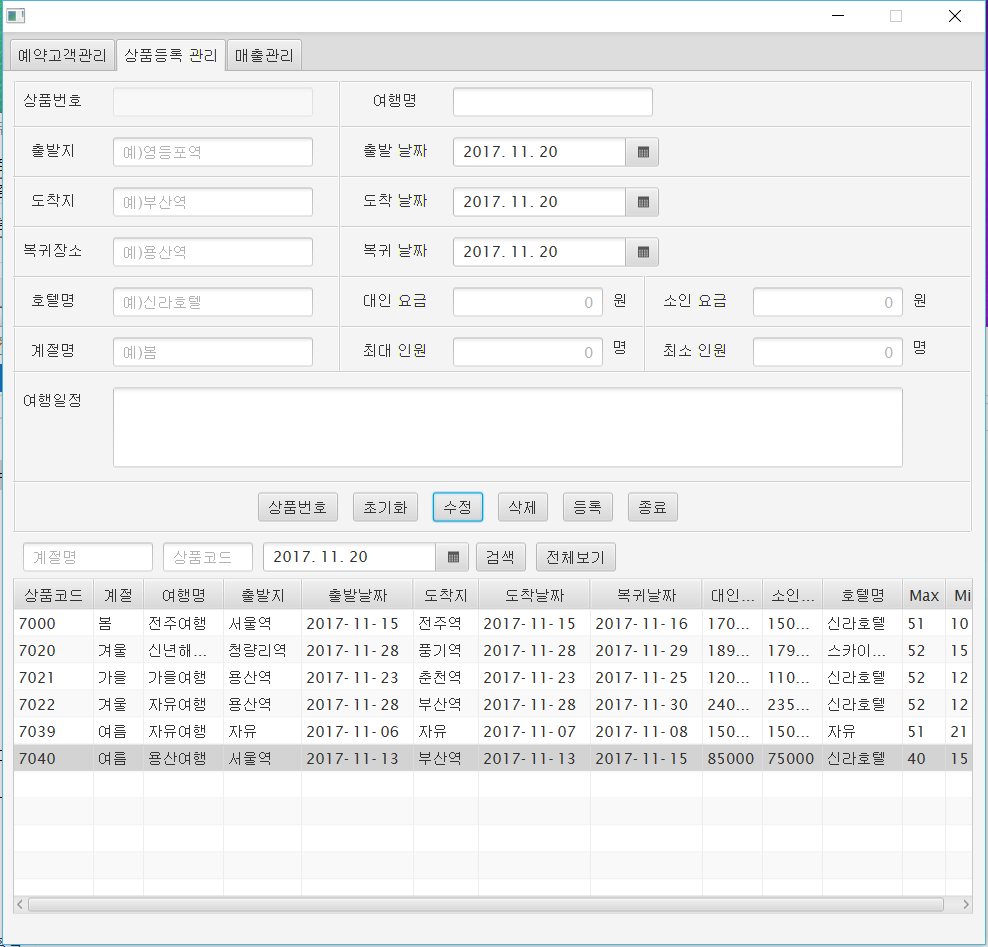 예약고객관리 상품등록 관리 매출관리
상품번호 여행명
출발지 예)영등포역 출발 날짜 2017. 11. 20
도착지 예)부산역 도착 날짜 2017. 11. 20
복귀장소 예)용산역 복귀 날짜 2017. 11. 20
호텔명 예)신라호텔 대인 요금 0 원 소인 요금 0 원
계절명 예)봄 최대 인원 0 명 최소 인원 0 명
여행일정
상품번호 초기화 수정 삭제 등록 종료
계절명 상품코드 2017. 11. 20 검색 전체보기
상품코드 계절 여행명 출발지 출발날짜 도착지 도착날짜 복귀날짜 대인... 소인... 호텔명 Max Mi
7000 봄 전주여행 서울역 2017-11-15 전주역 2017-11-15 2017-11-16 170... 150... 신라호텔 51 10
7020 겨울 신년해... 청량리역 2017-11-28 풍기역 2017-11-28 2017-11-29 189... 179... 스카이... 52 15
7021 가을 가을여행 용산역 2017-11-23 춘천역 2017-11-23 2017-11-25 120... 110... 신라호텔 52 12
7022 겨울 자유여행 용산역 2017-11-28 부산역 2017-11-28 2017-11-30 240... 235... 신라호텔 52 12
7039 여름 자유여행 자유 2017-11-06 자유 2017-11-07 2017-11-08 150... 150... 자유 51 21
7040 여름 용산여행 서울역 2017-11-13 부산역 2017-11-13 2017-11-15 85000 75000 신라호텔 40 15